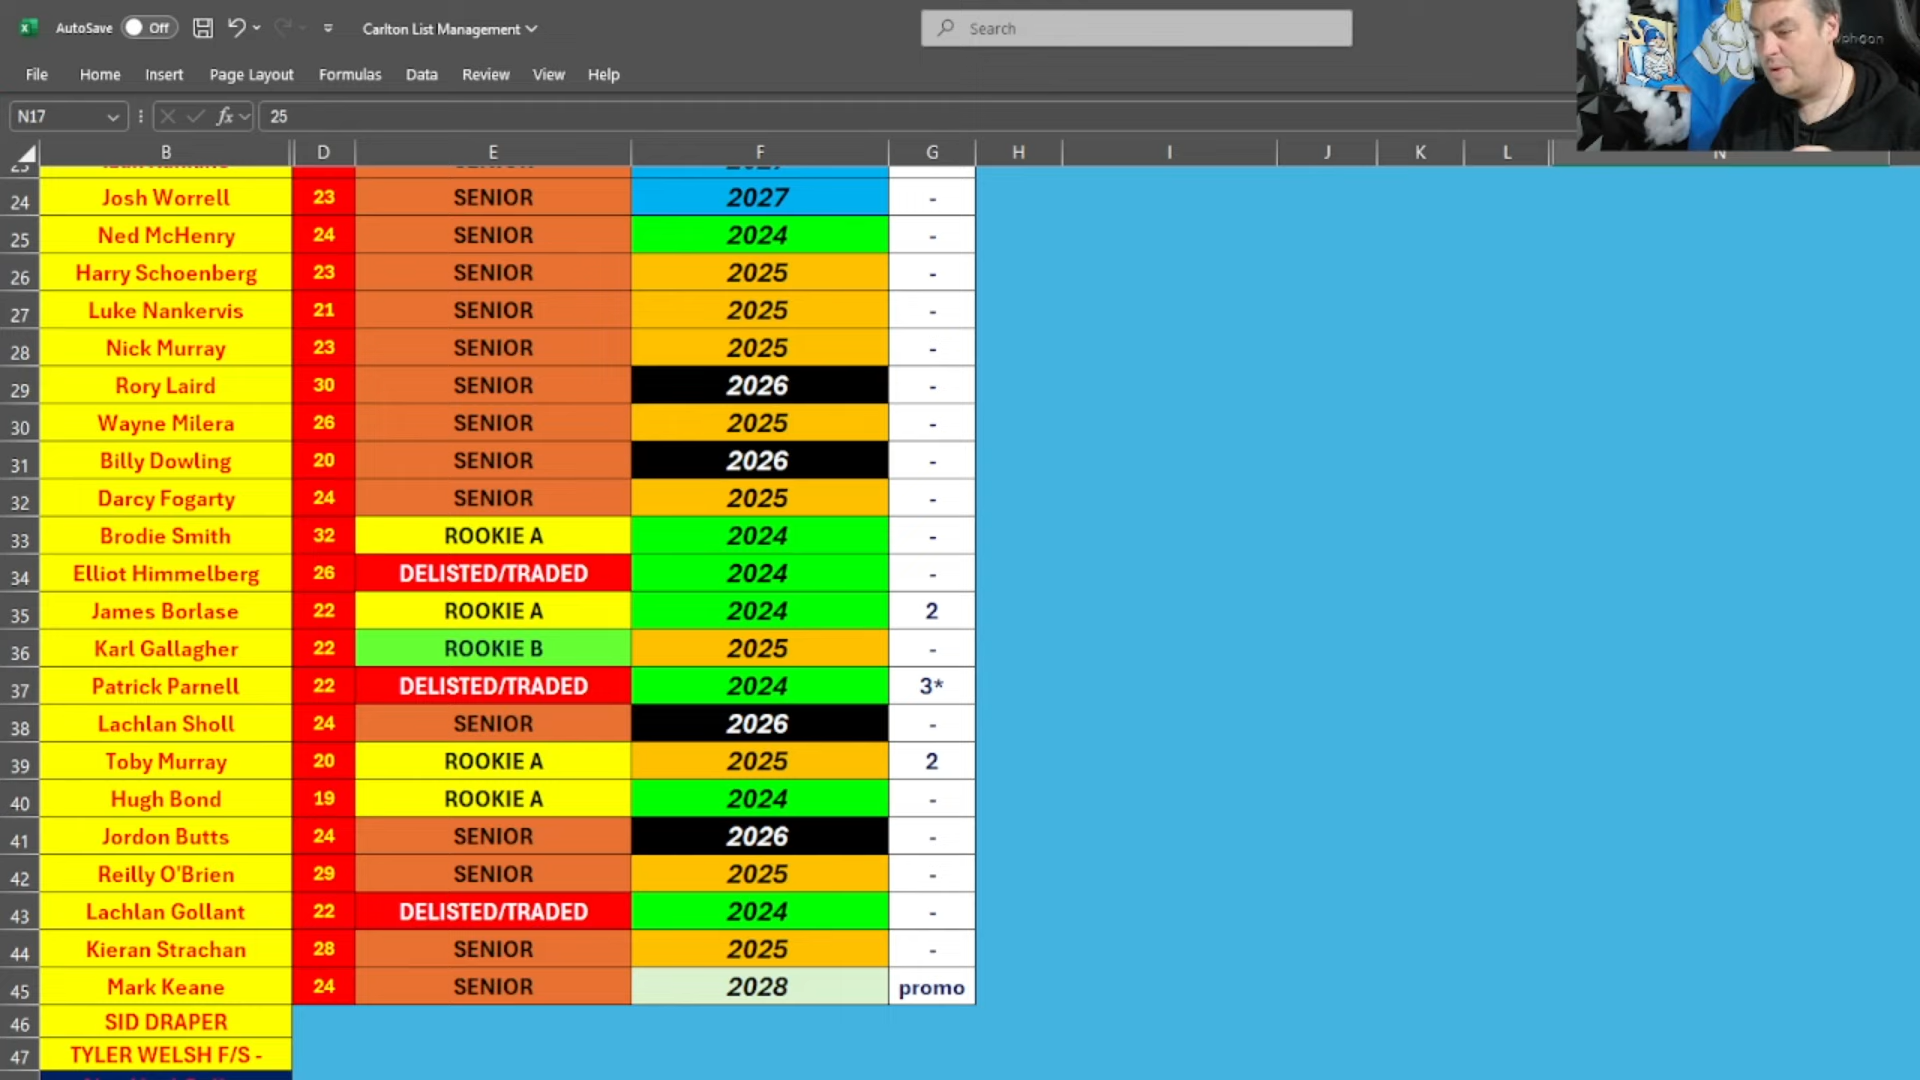 AutoSave Off Carlton List Management Search
File Home Insert Page Layout Formulas Data Review View Help
N17 fx 25
B D E F G H I J K L N
24 Josh Worrell 23 SENIOR 2027 -
25 Ned McHenry 24 SENIOR 2024 -
26 Harry Schoenberg 23 SENIOR 2025 -
27 Luke Nankervis 21 SENIOR 2025 -
28 Nick Murray 23 SENIOR 2025 -
29 Rory Laird 30 SENIOR 2026 -
30 Wayne Milera 26 SENIOR 2025 -
31 Billy Dowling 20 SENIOR 2026 -
32 Darcy Fogarty 24 SENIOR 2025 -
33 Brodie Smith 32 ROOKIE A 2024 -
34 Elliot Himmelberg 26 DELISTED/TRADED 2024 -
35 James Borlase 22 ROOKIE A 2024 2
36 Karl Gallagher 22 ROOKIE B 2025 -
37 Patrick Parnell 22 DELISTED/TRADED 2024 3*
38 Lachlan Sholl 24 SENIOR 2026 -
39 Toby Murray 20 ROOKIE A 2025 2
40 Hugh Bond 19 ROOKIE A 2024 -
41 Jordon Butts 24 SENIOR 2026 -
42 Reilly O'Brien 29 SENIOR 2025 -
43 Lachlan Gollant 22 DELISTED/TRADED 2024 -
44 Kieran Strachan 28 SENIOR 2025 -
45 Mark Keane 24 SENIOR 2028 promo
46 SID DRAPER
47 TYLER WELSH F/S -